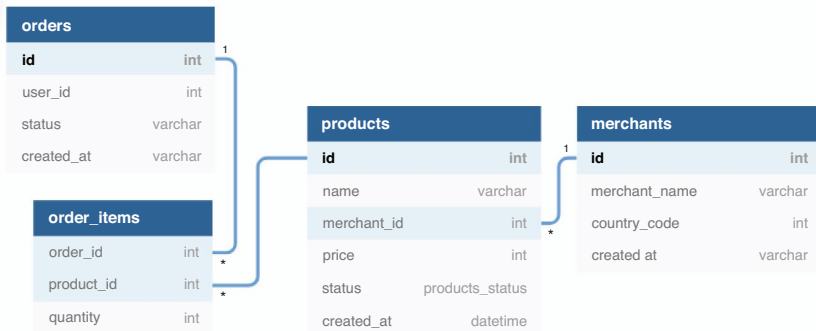 orders
id int
user_id int
status varchar
created_at varchar
1
order_items
order_id int
*
product_id int
*
quantity int
products
id int
name varchar
merchant_id int
*
price int
status products_status
created_at datetime
merchants
1
id int
merchant_name varchar
country_code int
created at varchar